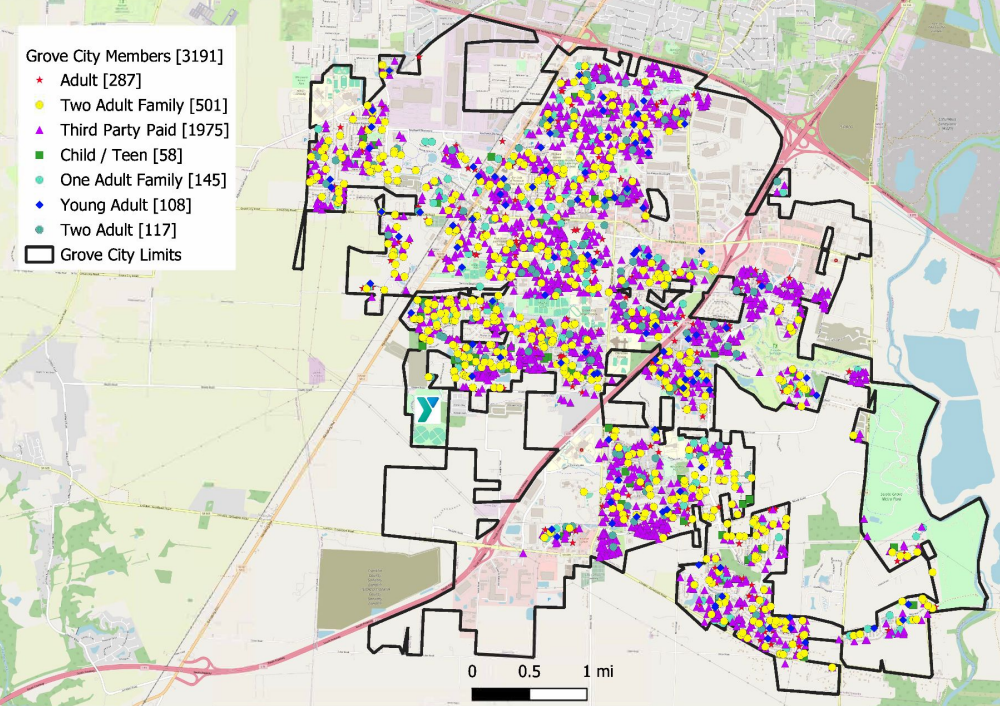 Grove City Members [3191]
Adult [287]
Two Adult Family [501]
Third Party Paid [1975]
Child / Teen [58]
One Adult Family [145]
Young Adult [108]
Two Adult [117]
Grove City Limits
0 0.5 1 mi